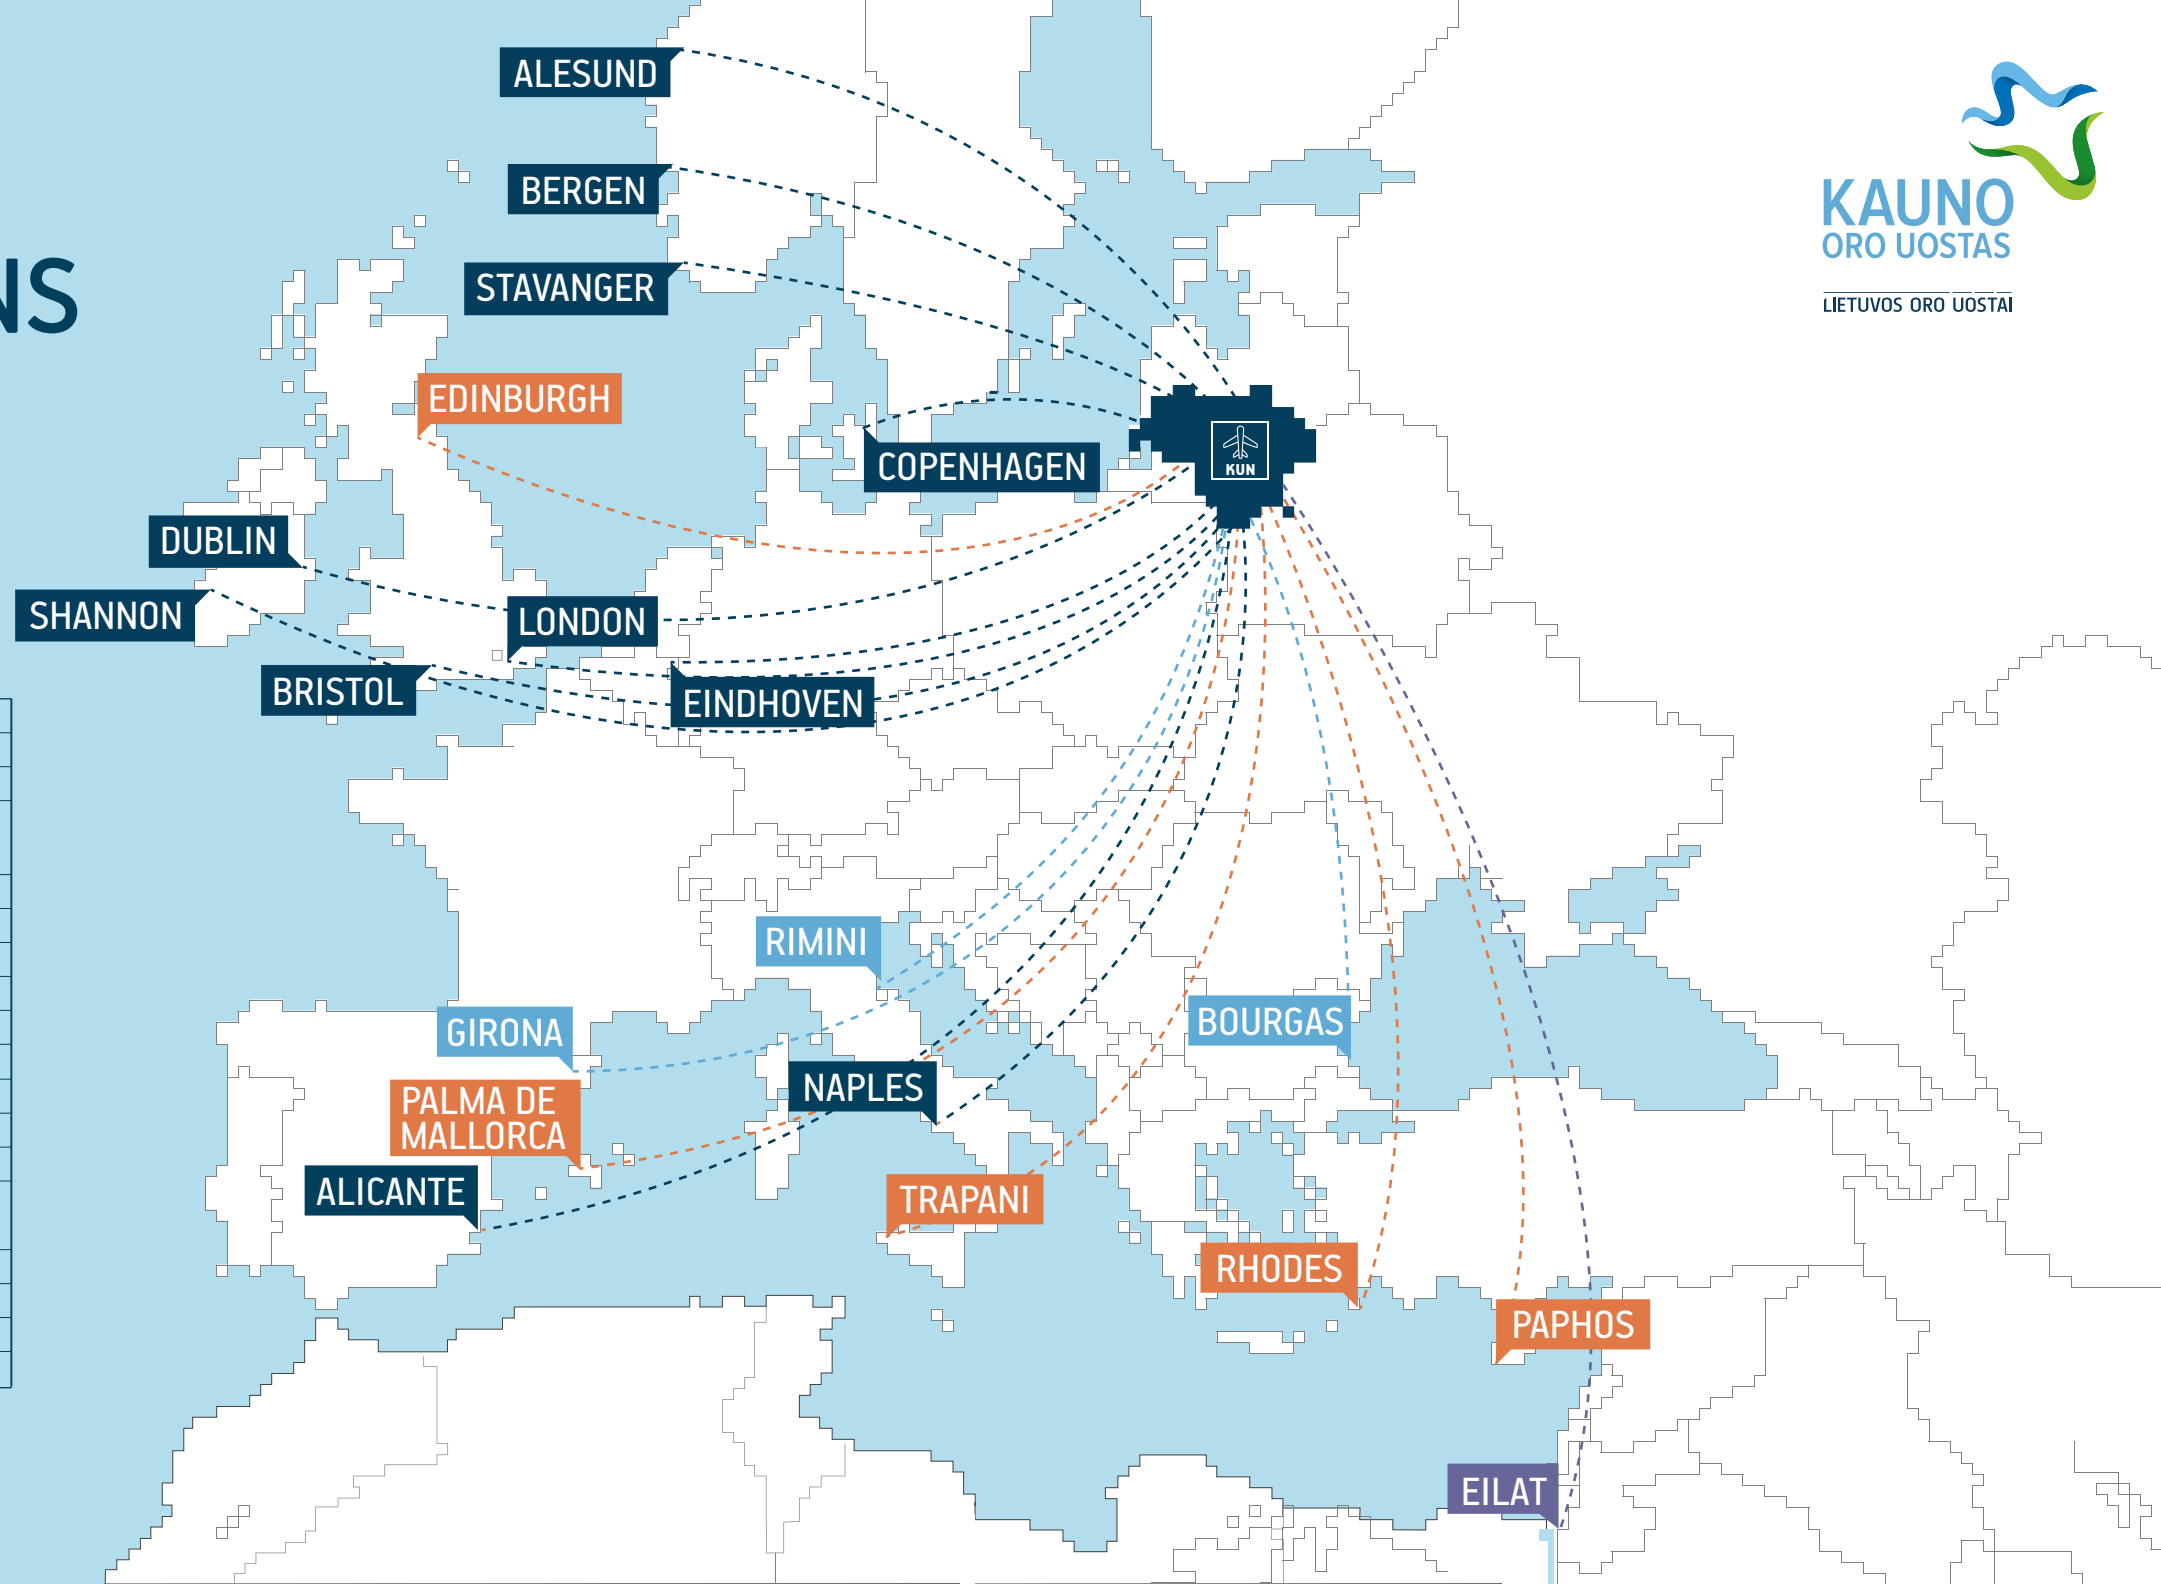 ALESUND
KAUNO
ORO UOSTAS
LIETUVOS ORO UOSTAI
BERGEN
STAVANGER
NS
EDINBURGH
COPENHAGEN
KUN
DUBLIN
SHANNON
LONDON
BRISTOL
EINDHOVEN
RIMINI
GIRONA
BOURGAS
NAPLES
PALMA DE
MALLORCA
ALICANTE
TRAPANI
RHODES
PAPHOS
EILAT